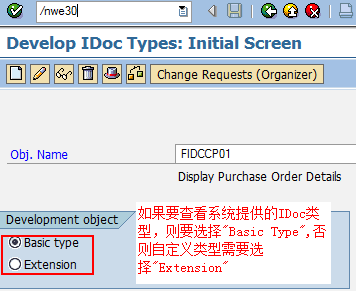 /nwe30
Develop IDoc Types: Initial Screen
Change Requests (Organizer)
Obj. Name
FIDCCP01
Display Purchase Order Details
Development object
Basic type
Extension
如果要查看系统提供的IDoc类
型，则要选择"Basic Type",否
则自定义类型需要选
择"Extension"